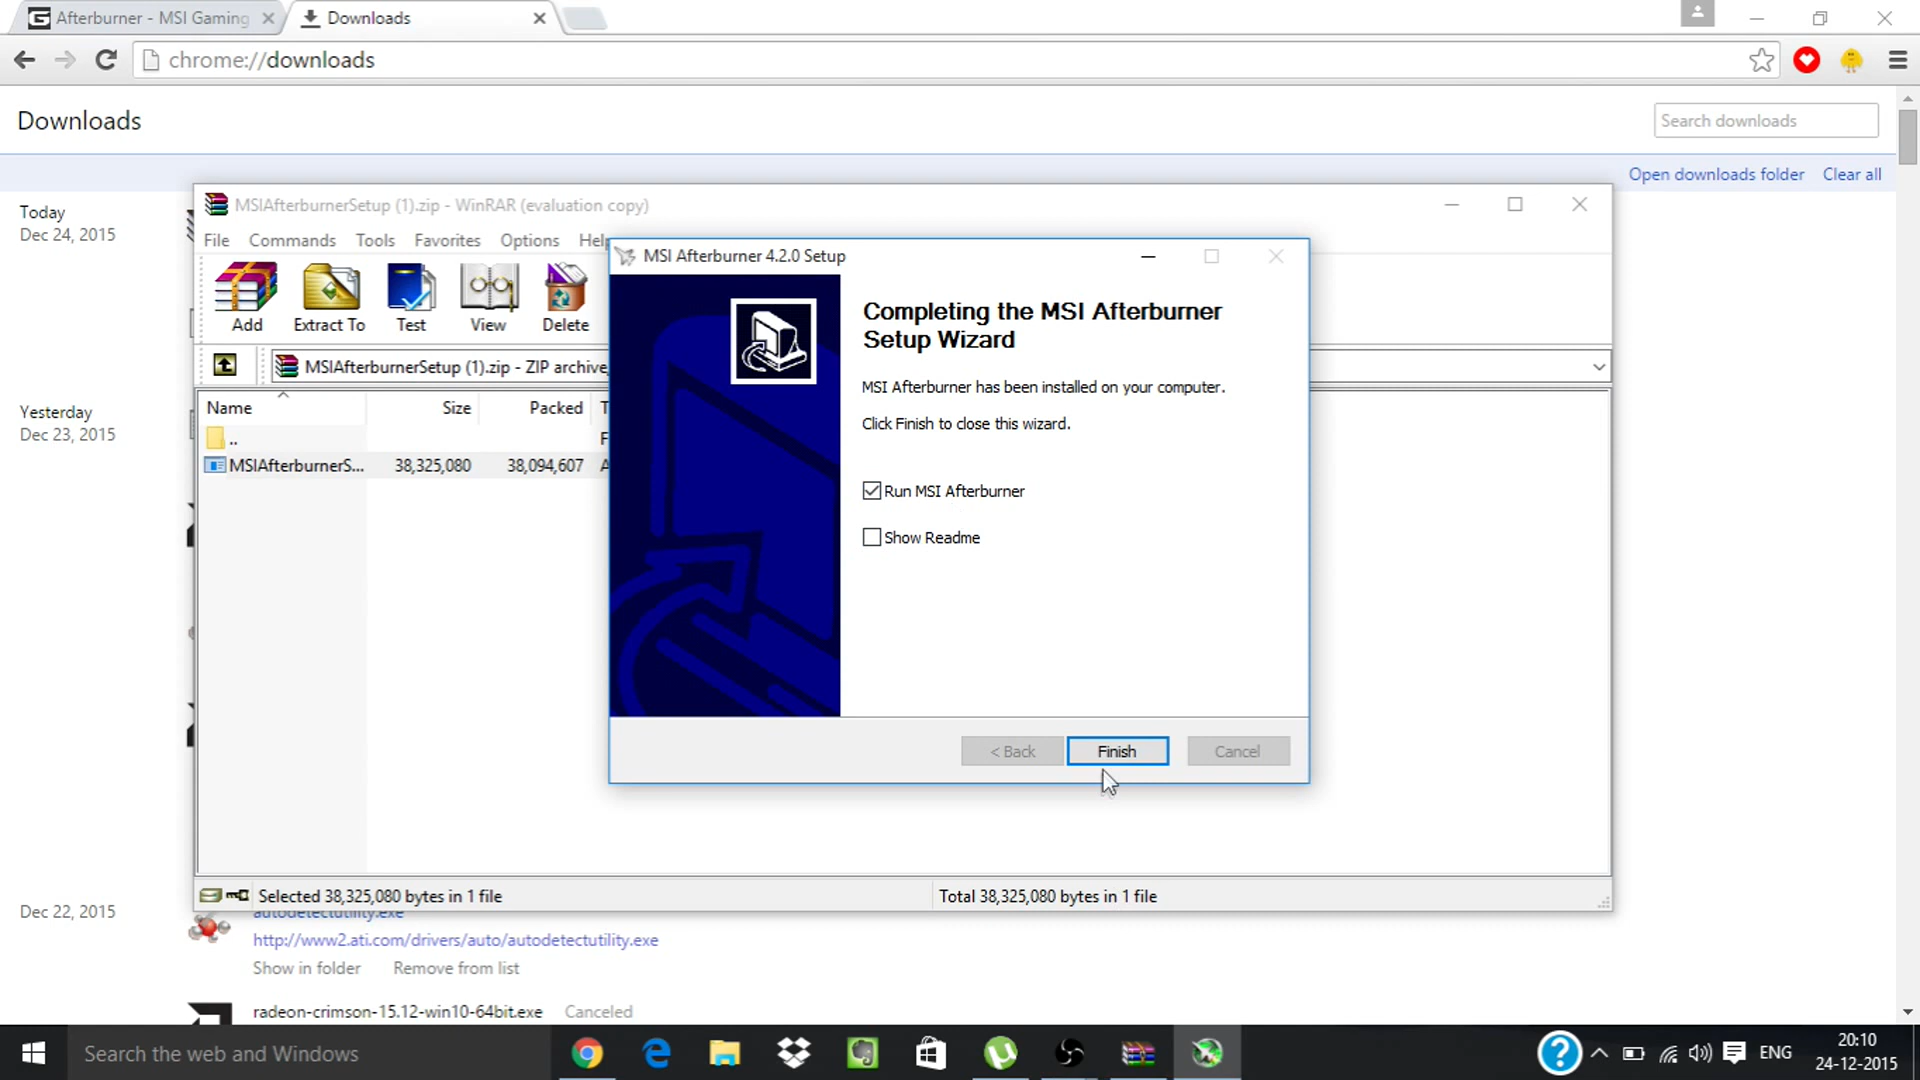 Afterburner - MSI Gaming
Downloads
chrome://downloads
Downloads
Search downloads
Open downloads folder
Clear all
Today
Dec 24, 2015
MSIAfterburnerSetup (1).zip - WinRAR (evaluation copy)
File
Commands
Tools
Favorites
Options
Help
Add
Extract To
Test
View
Delete
MSIAfterburnerSetup (1).zip - ZIP archive,
Name
Size
Packed
..
MSIAfterburnerS...
38,325,080
38,094,607
MSI Afterburner 4.2.0 Setup
Completing the MSI Afterburner
Setup Wizard
MSI Afterburner has been installed on your computer.
Click Finish to close this wizard.
Run MSI Afterburner
Show Readme
< Back
Finish
Cancel
Yesterday
Dec 23, 2015
Selected 38,325,080 bytes in 1 file
Total 38,325,080 bytes in 1 file
Dec 22, 2015
autodetectutility.exe
http://www2.ati.com/drivers/auto/autodetectutility.exe
Show in folder
Remove from list
radeon-crimson-15.12-win10-64bit.exe
Canceled
Search the web and Windows
ENG
20:10
24-12-2015